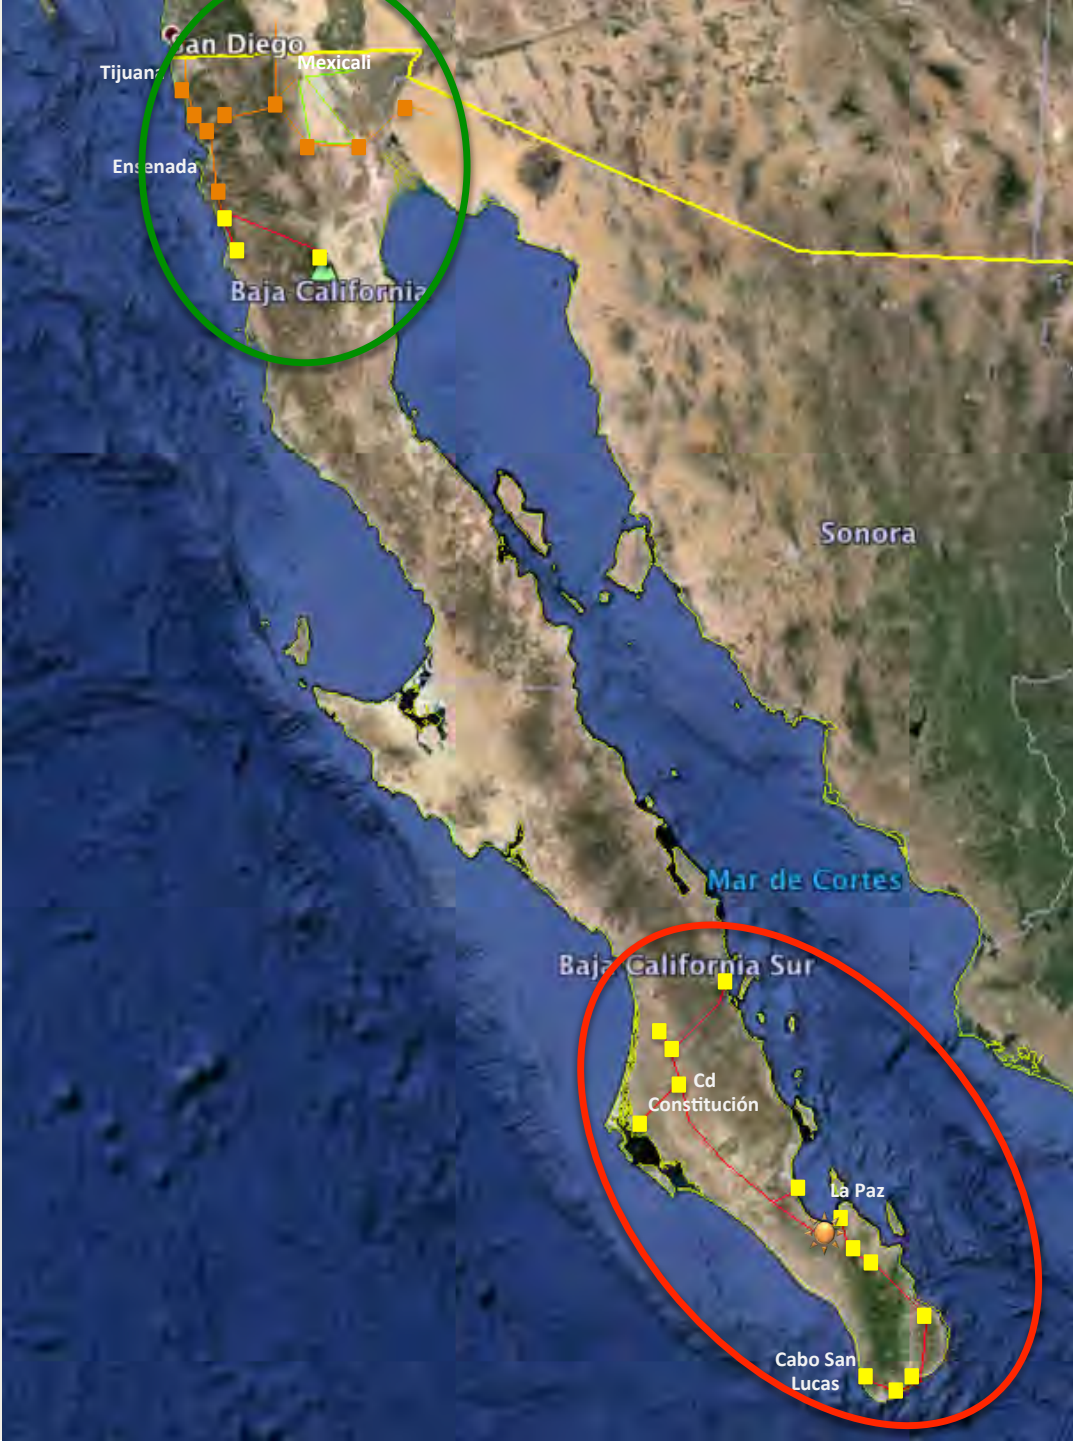 San Diego
Tijuana
Mexicali
Ensenada
Baja California
Sonora
Mar de Cortes
Baja California Sur
Cd
Constitución
La Paz
Cabo San
Lucas